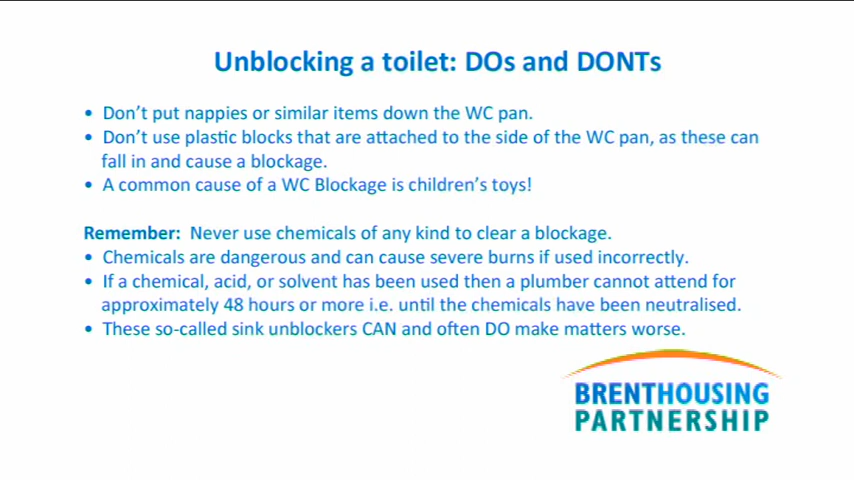 Unblocking a toilet: DOs and DONTs
• Don't put nappies or similar items down the WC pan.
• Don't use plastic blocks that are attached to the side of the WC pan, as these can
fall in and cause a blockage.
• A common cause of a WC Blockage is children's toys!
Remember: Never use chemicals of any kind to clear a blockage.
• Chemicals are dangerous and can cause severe burns if used incorrectly.
• If a chemical, acid, or solvent has been used then a plumber cannot attend for
approximately 48 hours or more i.e. until the chemicals have been neutralised.
• These so-called sink unblockers CAN and often DO make matters worse.
BRENTHOUSING
PARTNERSHIP